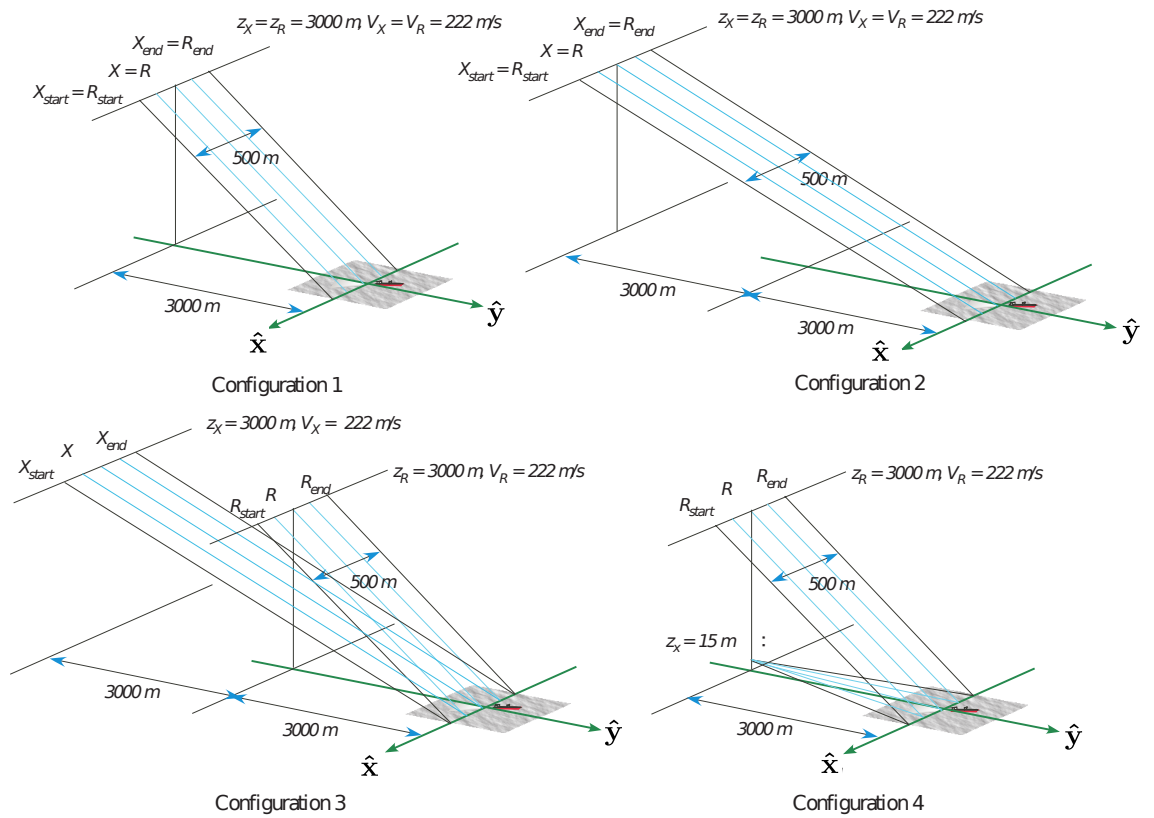 z_X = z_R = 3000 m, V_X = V_R = 222 m/s
X_end = R_end
X = R
X_start = R_start
500 m
3000 m
x̂
ŷ
Configuration 1
z_X = z_R = 3000 m, V_X = V_R = 222 m/s
X_end = R_end
X = R
X_start = R_start
500 m
3000 m
3000 m
x̂
ŷ
Configuration 2
z_X = 3000 m, V_X = 222 m/s
X_end
X
X_start
z_R = 3000 m, V_R = 222 m/s
R_end
R
R_start
500 m
3000 m
3000 m
x̂
ŷ
Configuration 3
z_R = 3000 m, V_R = 222 m/s
R_end
R
R_start
500 m
z_x = 15 m :
3000 m
x̂
ŷ
Configuration 4